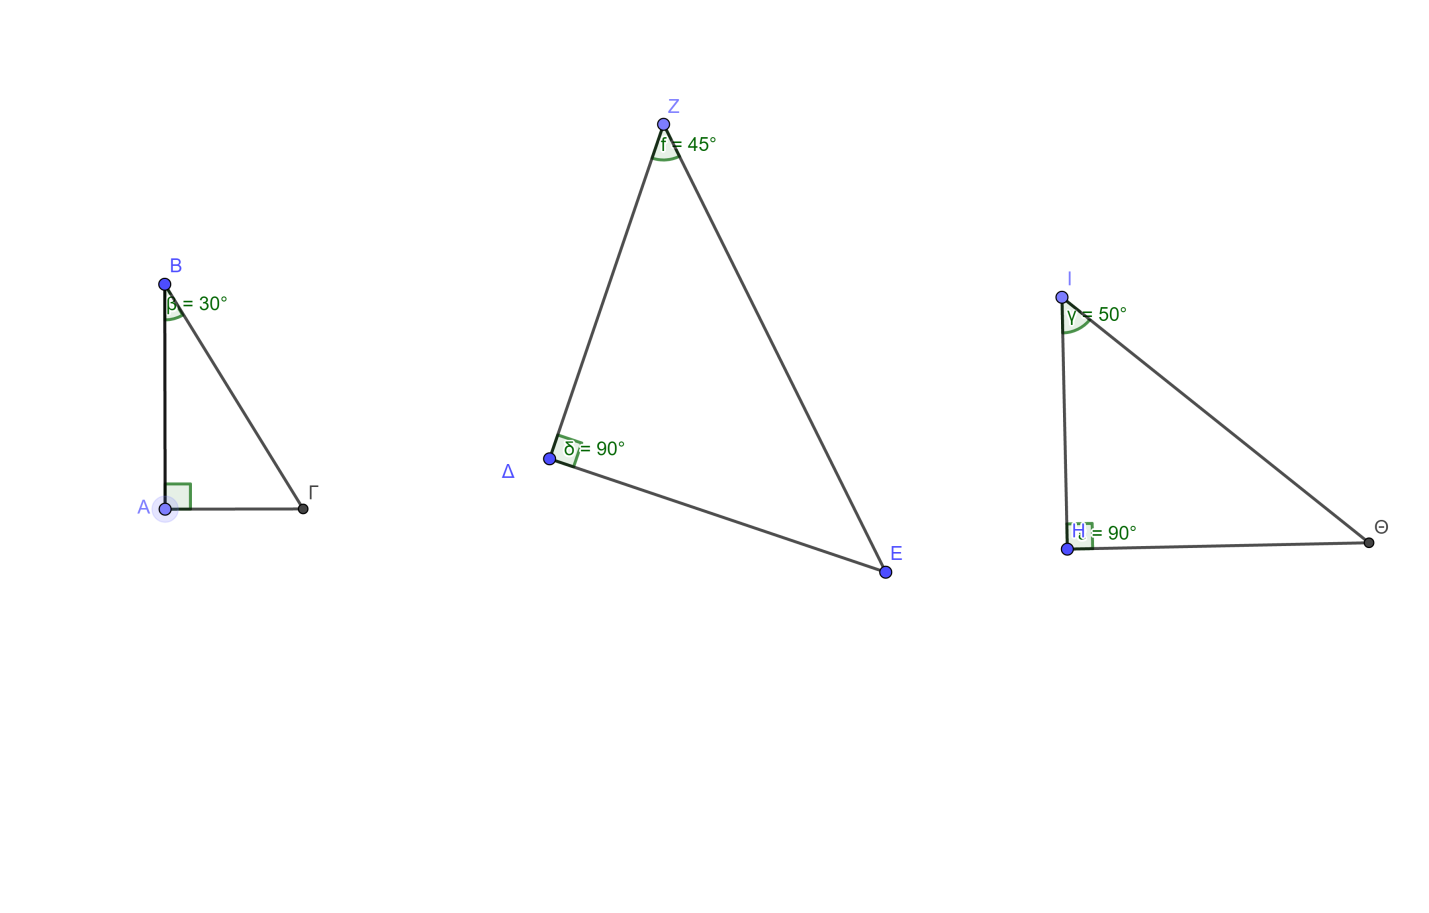 Z
f = 45°
B
β = 30°
I
γ = 50°
Δ
δ = 90°
Γ
A
H
= 90°
Θ
E